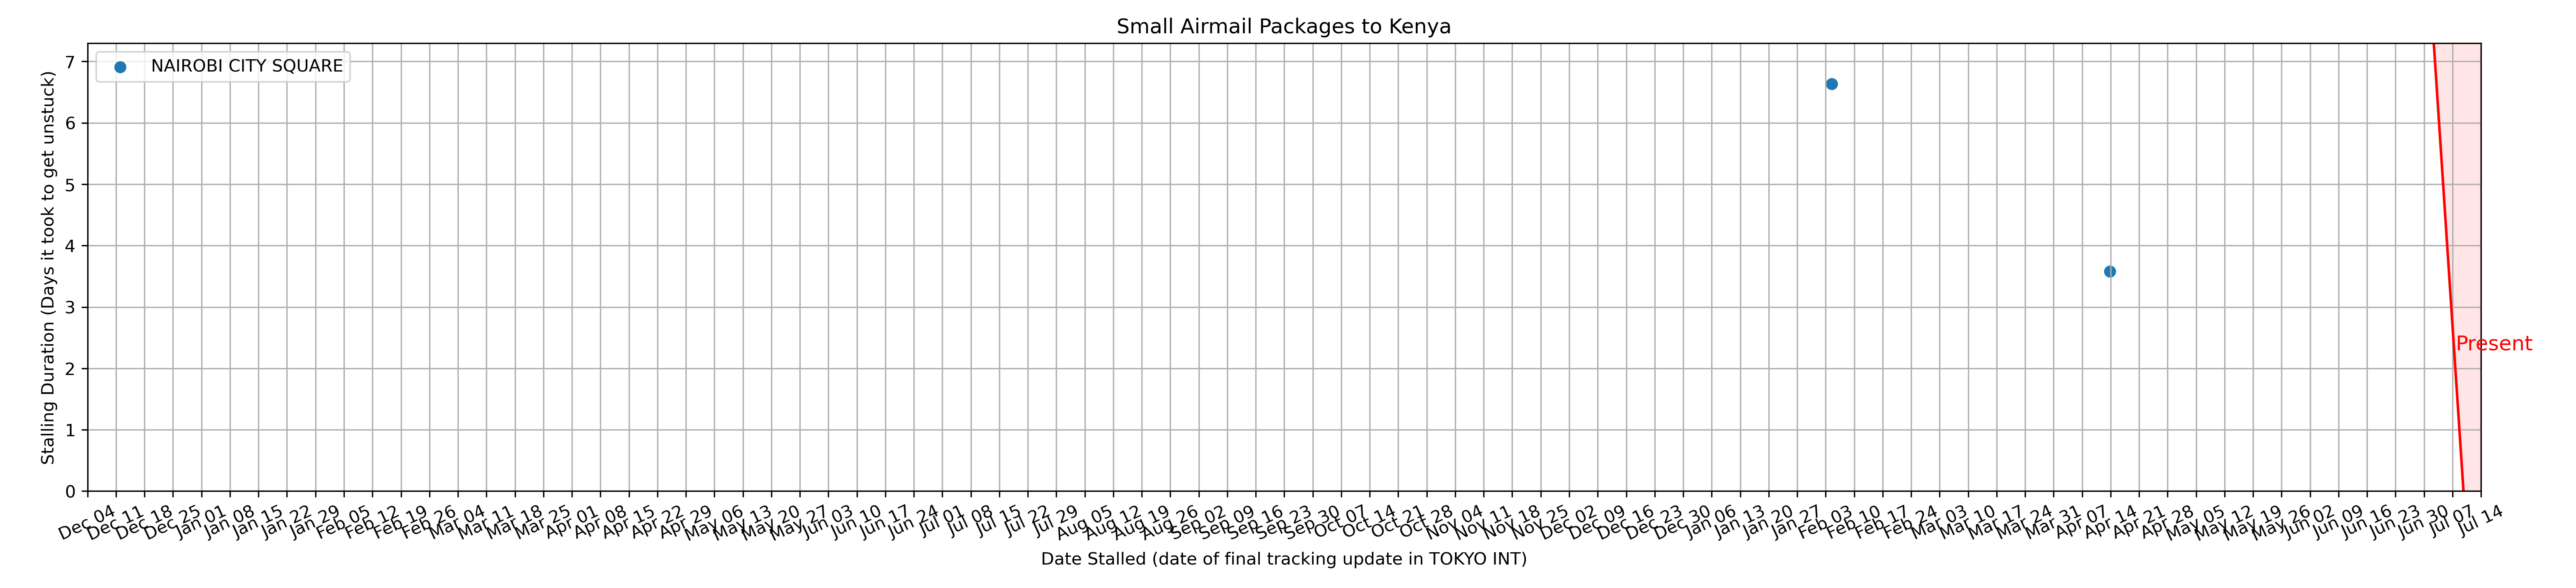 Small Airmail Packages to Kenya
NAIROBI CITY SQUARE
Stalling Duration (Days it took to get unstuck)
7
6
5
4
3
2
1
0
Present
Dec 04 Dec 11 Dec 18 Dec 25 Jan 01 Jan 08 Jan 15 Jan 22 Jan 29 Feb 05 Feb 12 Feb 19 Feb 26 Mar 04 Mar 11 Mar 18 Mar 25 Apr 01 Apr 08 Apr 15 Apr 22 Apr 29 May 06 May 13 May 20 May 27 Jun 03 Jun 10 Jun 17 Jun 24 Jul 01 Jul 08 Jul 15 Jul 22 Jul 29 Aug 05 Aug 12 Aug 19 Aug 26 Sep 02 Sep 09 Sep 16 Sep 23 Sep 30 Oct 07 Oct 14 Oct 21 Oct 28 Nov 04 Nov 11 Nov 18 Nov 25 Dec 02 Dec 09 Dec 16 Dec 23 Dec 30 Jan 06 Jan 13 Jan 20 Jan 27 Feb 03 Feb 10 Feb 17 Feb 24 Mar 03 Mar 10 Mar 17 Mar 24 Mar 31 Apr 07 Apr 14 Apr 21 Apr 28 May 05 May 12 May 19 May 26 Jun 02 Jun 09 Jun 16 Jun 23 Jun 30 Jul 07 Jul 14
Date Stalled (date of final tracking update in TOKYO INT)